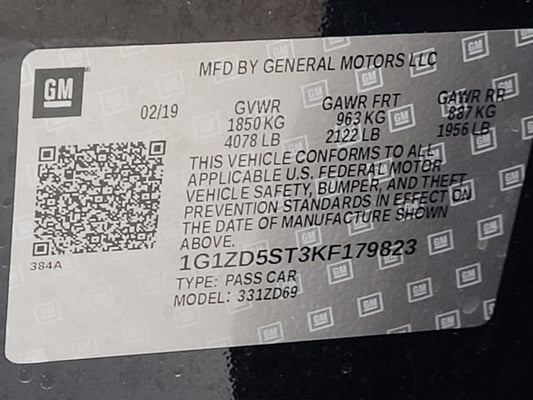 GM
MFD BY GENERAL MOTORS LLC
02/19 GVWR GAWR FRT GAWR RR
1850 KG 963 KG 887 KG
4078 LB 2122 LB 1956 LB
THIS VEHICLE CONFORMS TO ALL
APPLICABLE U.S. FEDERAL MOTOR
VEHICLE SAFETY, BUMPER, AND THEFT
PREVENTION STANDARDS IN EFFECT ON
THE DATE OF MANUFACTURE SHOWN
ABOVE.
384A
1G1ZD5ST3KF179823
TYPE: PASS CAR
MODEL: 331ZD69